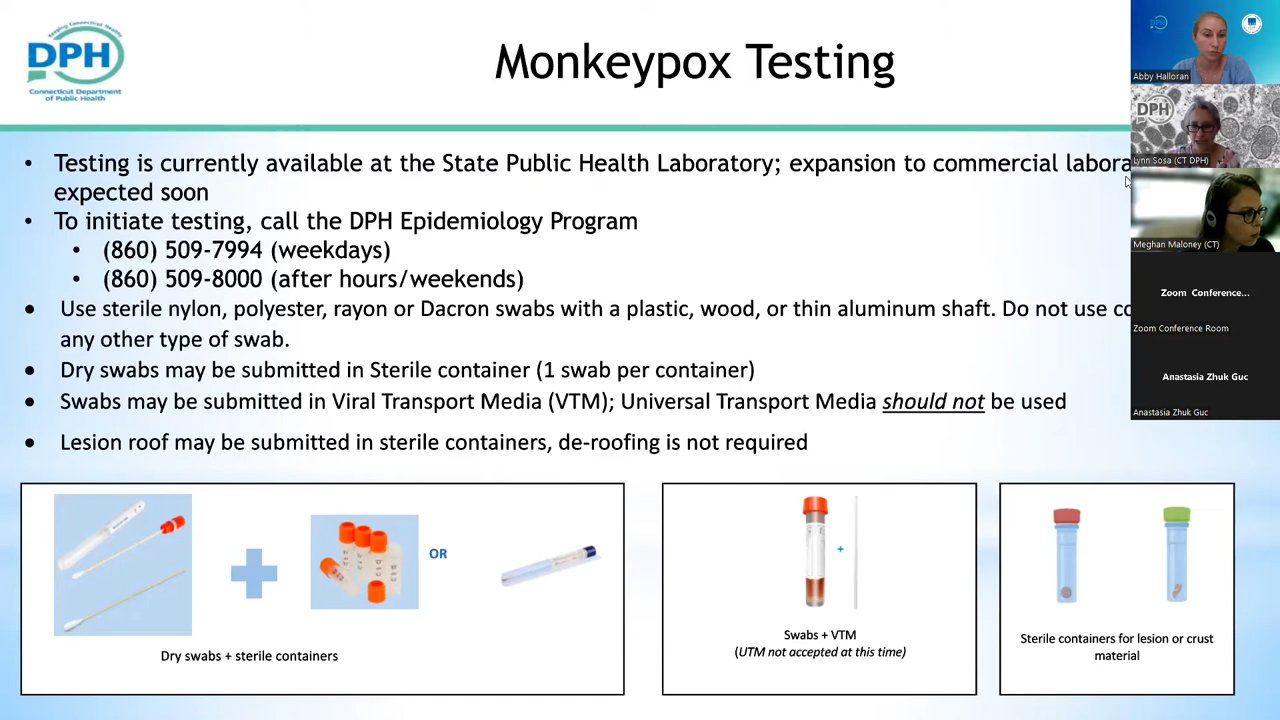 Keeping Connecticut Healthy
DPH
Connecticut Department
of Public Health
Monkeypox Testing
• Testing is currently available at the State Public Health Laboratory; expansion to commercial
expected soon
• To initiate testing, call the DPH Epidemiology Program
• (860) 509-7994 (weekdays)
• (860) 509-8000 (after hours/weekends)
• Use sterile nylon, polyester, rayon or Dacron swabs with a plastic, wood, or thin aluminum shaft. Do not use
any other type of swab.
• Dry swabs may be submitted in Sterile container (1 swab per container)
• Swabs may be submitted in Viral Transport Media (VTM); Universal Transport Media should not be used
• Lesion roof may be submitted in sterile containers, de-roofing is not required
OR
Dry swabs + sterile containers
+
Swabs + VTM
(UTM not accepted at this time)
Sterile containers for lesion or crust
material
Abby Halloran
DPH
Lynn Sosa (CT DPH)
Meghan Maloney (CT)
Zoom Conference...
Zoom Conference Room
Anastasia Zhuk Guc
Anastasia Zhuk Guc